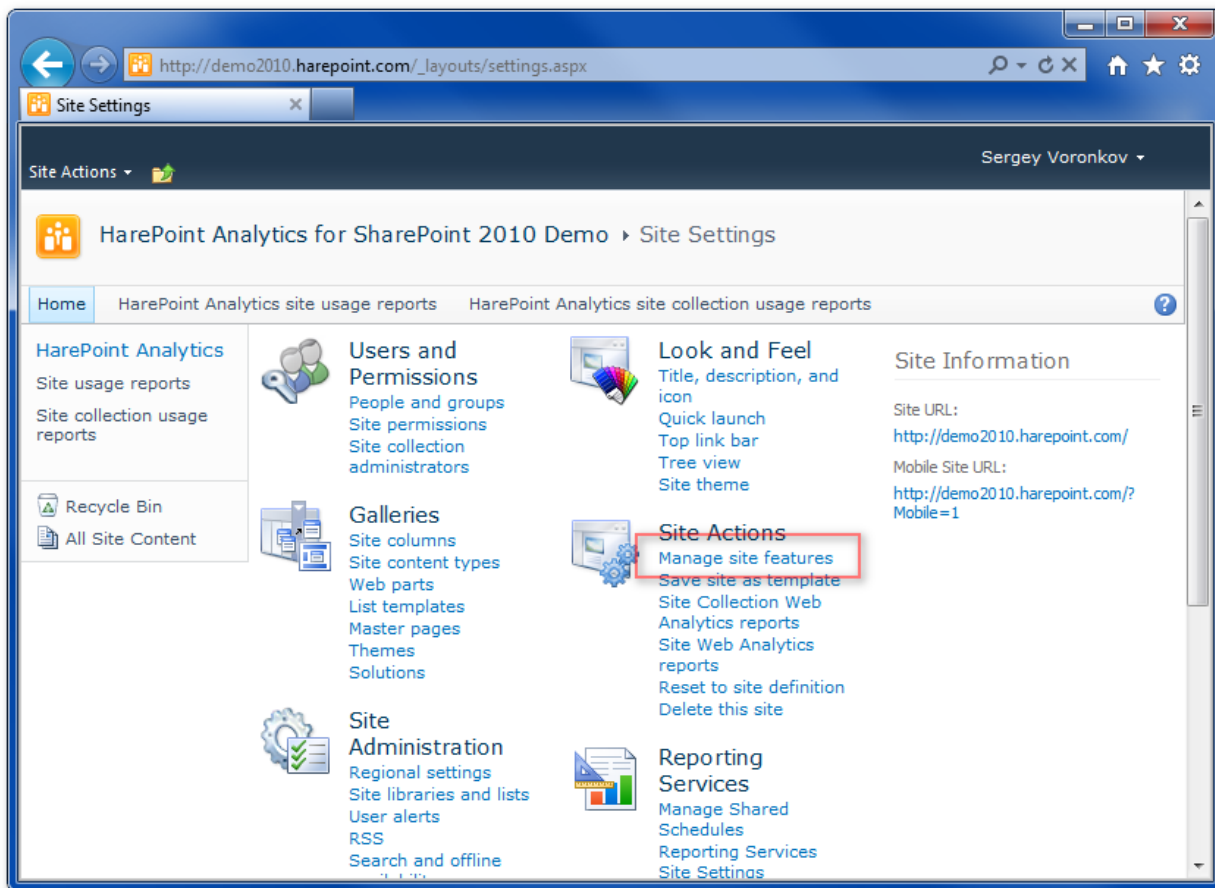 http://demo2010.harepoint.com/_layouts/settings.aspx
Site Settings
Sergey Voronkov
Site Actions
HarePoint Analytics for SharePoint 2010 Demo ▸ Site Settings
Home HarePoint Analytics site usage reports HarePoint Analytics site collection usage reports
HarePoint Analytics
Site usage reports
Site collection usage
reports
Recycle Bin
All Site Content
Users and
Permissions
People and groups
Site permissions
Site collection
administrators
Galleries
Site columns
Site content types
Web parts
List templates
Master pages
Themes
Solutions
Site
Administration
Regional settings
Site libraries and lists
User alerts
RSS
Search and offline
Look and Feel
Title, description, and
icon
Quick launch
Top link bar
Tree view
Site theme
Site Actions
Manage site features
Save site as template
Site Collection Web
Analytics reports
Site Web Analytics
reports
Reset to site definition
Delete this site
Reporting
Services
Manage Shared
Schedules
Reporting Services
Site Settings
Site Information
Site URL:
http://demo2010.harepoint.com/
Mobile Site URL:
http://demo2010.harepoint.com/?
Mobile=1